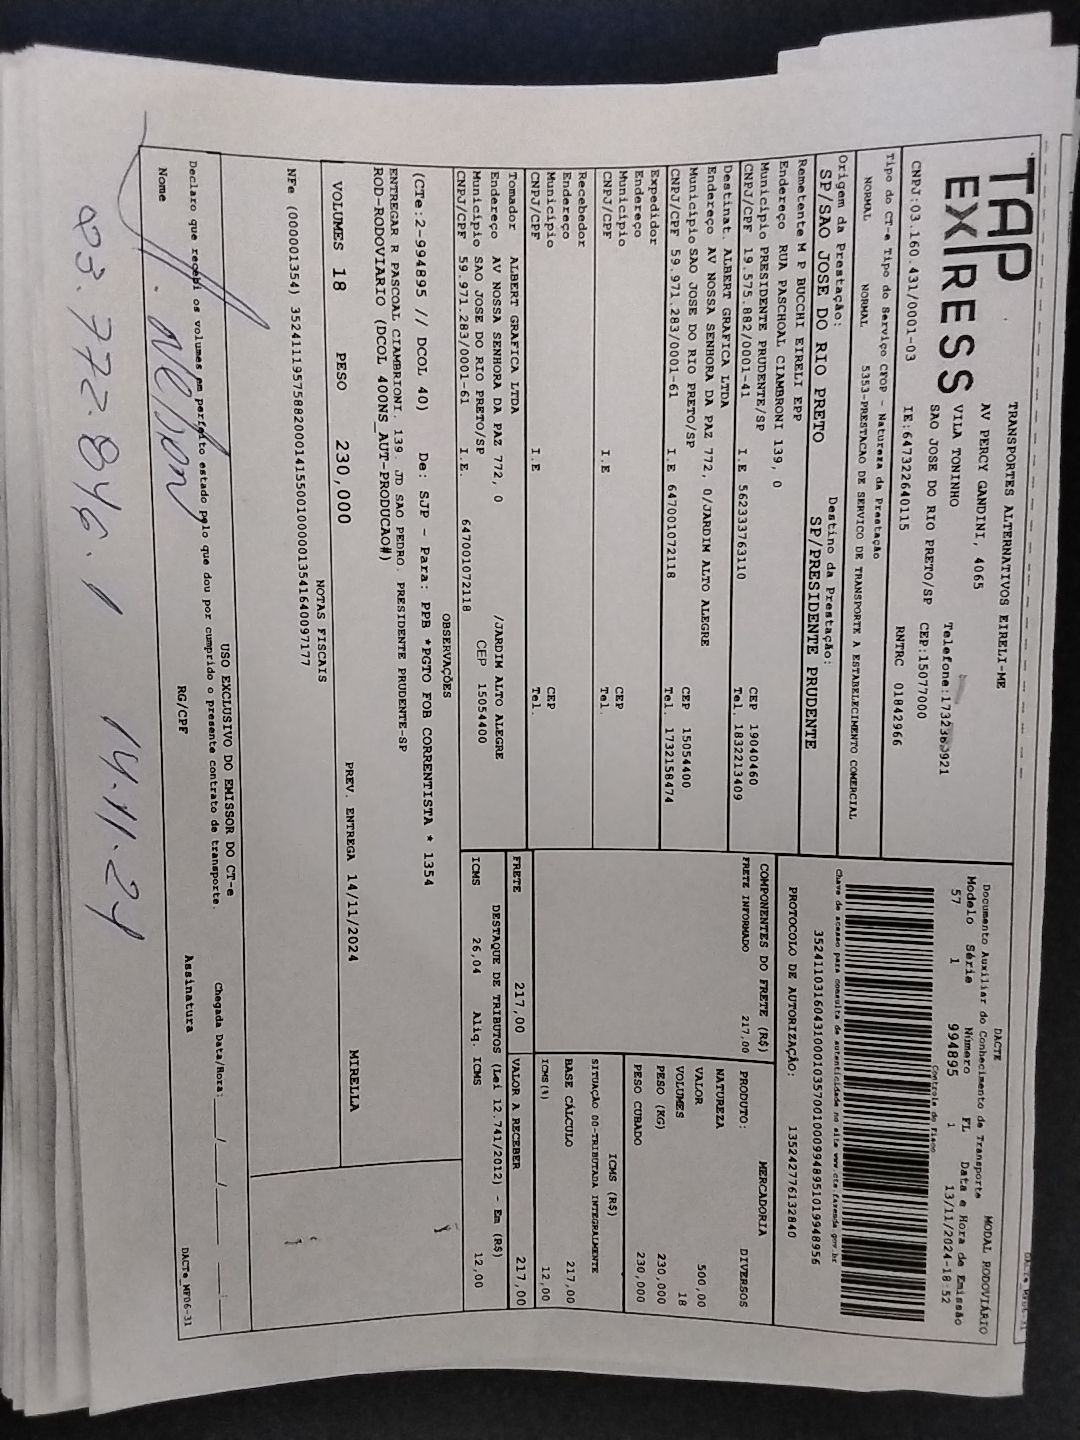 TAP
EXPRESS
TRANSPORTES ALTERNATIVOS EIRELI-ME
AV PERCY GANDINI, 4065
VILA TONINHO
SAO JOSE DO RIO PRETO/SP
CEP:15077000
CNPJ:03.160.431/0001-03 IE:647322640115 RNTRC 01842966
Tipo do CT-e Tipo do Serviço CFOP - Natureza da Prestação
NORMAL NORMAL 5353-PRESTACAO DE SERVICO DE TRANSPORTE A ESTABELECIMENTO COMERCIAL
Origem da Prestação: Destino da Prestação:
SP/SAO JOSE DO RIO PRETO SP/PRESIDENTE PRUDENTE
Remetente M P BUCCHI EIRELI EPP
Endereço RUA PASCHOAL CIAMBRONI 139, 0
Município PRESIDENTE PRUDENTE/SP CEP 19040460
CNPJ/CPF 19.575.882/0001-41 I.E 562333763110 Tel. 1832213409
Destinat. ALBERT GRAFICA LTDA
Endereço AV NOSSA SENHORA DA PAZ 772, 0/JARDIM ALTO ALEGRE
Município SAO JOSE DO RIO PRETO/SP CEP 15054400
CNPJ/CPF 59.971.283/0001-61 I.E 647001072118 Tel. 1732158474
Expedidor
Endereço
Município CEP
CNPJ/CPF I.E Tel.
Recebedor
Endereço
Município CEP
CNPJ/CPF I.E Tel.
Tomador ALBERT GRAFICA LTDA
Endereço AV NOSSA SENHORA DA PAZ 772, 0 /JARDIM ALTO ALEGRE
Município SAO JOSE DO RIO PRETO/SP CEP 15054400
CNPJ/CPF 59.971.283/0001-61 I.E. 647001072118
DACTE MODAL RODOVIÁRIO
Documento Auxiliar do Conhecimento de Transporte
Modelo Série Número FL Data e Hora de Emissão
57 1 994895 1 13/11/2024-18:52
Controle do Fisco
Chave de acesso para consulta de autenticidade no site www.cte.fazenda.gov.br
35241103160431000103570010009948951019948956
PROTOCOLO DE AUTORIZAÇÃO: 135242776132840
COMPONENTES DO FRETE (R$)
FRETE INFORMADO 217,00
MERCADORIA
PRODUTO: DIVERSOS
NATUREZA
VALOR 500,00
VOLUMES 18
PESO (KG) 230,000
PESO CUBADO 230,000
ICMS (R$)
SITUAÇÃO 00-TRIBUTADA INTEGRALMENTE
BASE CÁLCULO 217,00
ICMS(%) 12,00
FRETE 217,00 VALOR A RECEBER 217,00
DESTAQUE DE TRIBUTOS (Lei 12.741/2012) - Em (R$)
ICMS 26,04 Aliq. ICMS 12,00
OBSERVAÇÕES
(CTe:2-994895 // DCOL 40) De: SJP - Para: PPB *PGTO FOB CORRENTISTA * 1354
ENTREGAR R PASCOAL CIAMBRIONI. 139. JD SAO PEDRO. PRESIDENTE PRUDENTE-SP
ROD-RODOVIARIO (DCOL 400NS_AUT-PRODUCAO#)
VOLUMES 18 PESO 230,000 PREV. ENTREGA 14/11/2024 MIRELLA
NOTAS FISCAIS
NFe (000001354) 35241119575882000141550010000013541640097177
USO EXCLUSIVO DO EMISSOR DO CT-e
Declaro que recebi os volumes em perfeito estado pelo que dou por cumprido o presente contrato de transporte. Chegada Data/Hora: / / :
Nome RG/CPF Assinatura
DACTe_MF06-31
Nelson
23.772.846.1 14.11.24